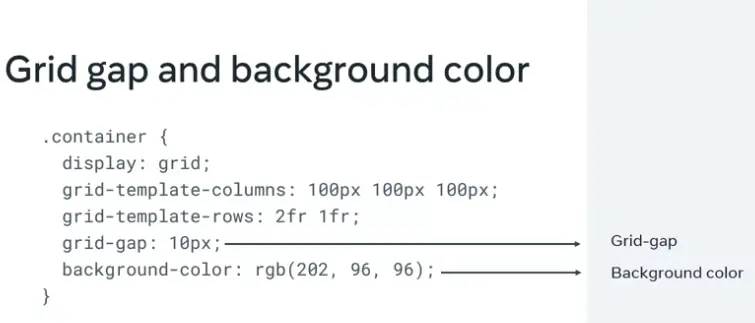 Grid gap and background color
.container {
display: grid;
grid-template-columns: 100px 100px 100px;
grid-template-rows: 2fr 1fr;
grid-gap: 10px;
Grid-gap
background-color: rgb(202, 96, 96);
Background color
}